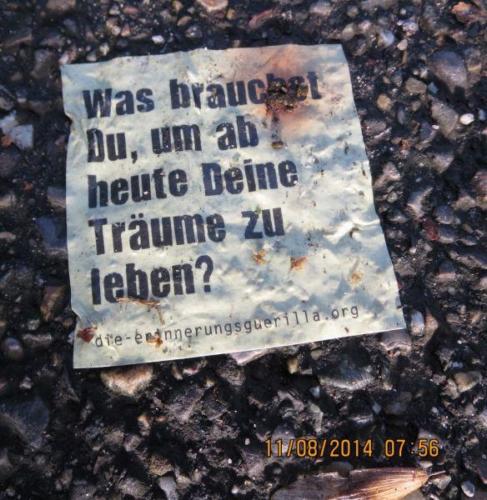 Was brauchst
Du, um ab
heute Deine
Träume zu
leben?
die-erinnerungsguerilla.org
11/08/2014 07:56